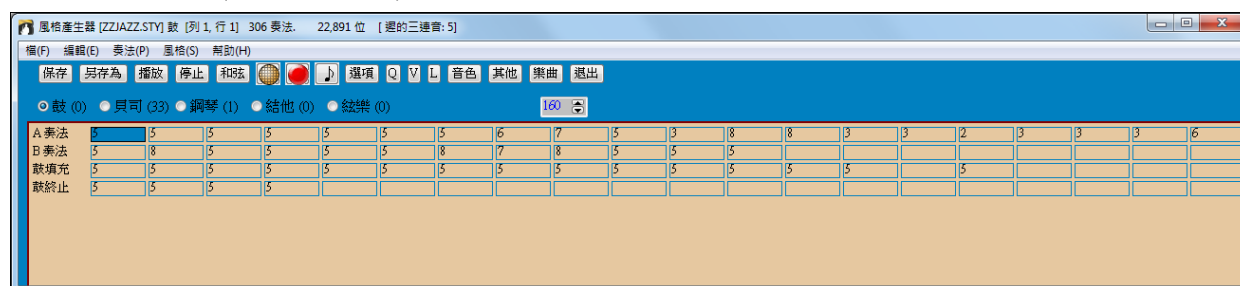 風格產生器 [ZZJAZZ.STY] 鼓 [列 1, 行 1] 306 奏法. 22,891 位 [ 遲的三連音: 5]
檔(F) 編輯(E) 奏法(P) 風格(S) 幫助(H)
保存 另存為 播放 停止 和弦 選項 Q V L 音色 其他 樂曲 退出
鼓 (0) 貝司 (33) 鋼琴 (1) 結他 (0) 絃樂 (0) 160
A 奏法 5 5 5 5 5 5 5 6 7 5 3 8 8 3 3 2 3 3 3 6
B 奏法 5 8 5 5 5 5 8 7 8 5 5 5
鼓填充 5 5 5 5 5 5 5 5 5 5 5 5 5 5 5
鼓終止 5 5 5 5